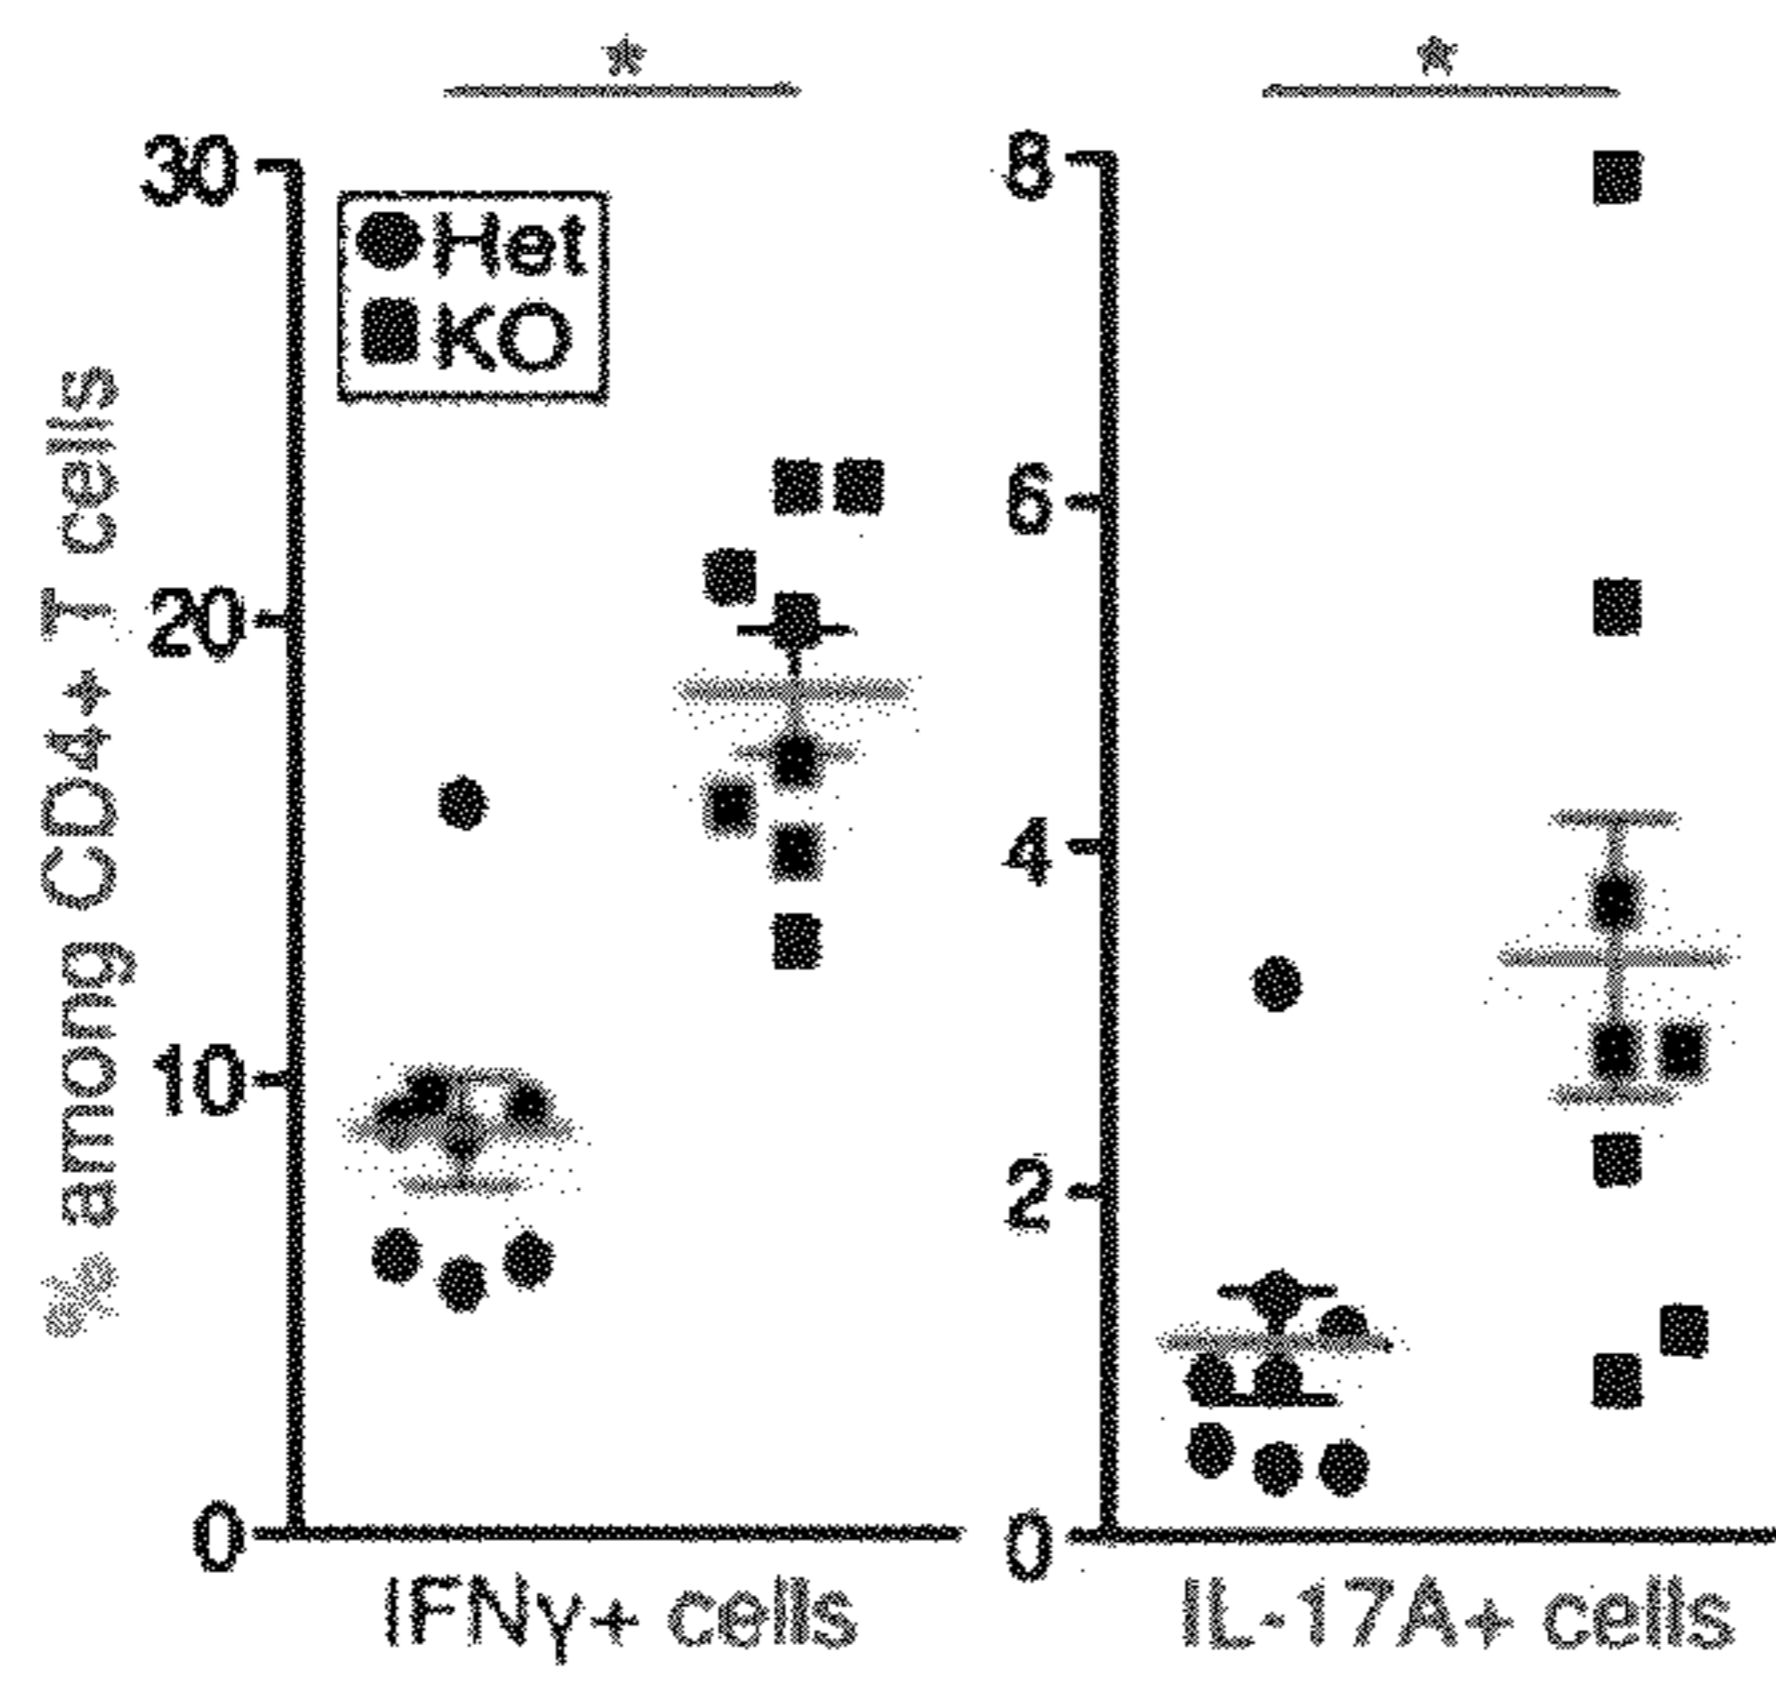 * *
30
Het
KO
20
10
0
% among CD4+ T cells
IFNγ+ cells
8
6
4
2
0
IL-17A+ cells